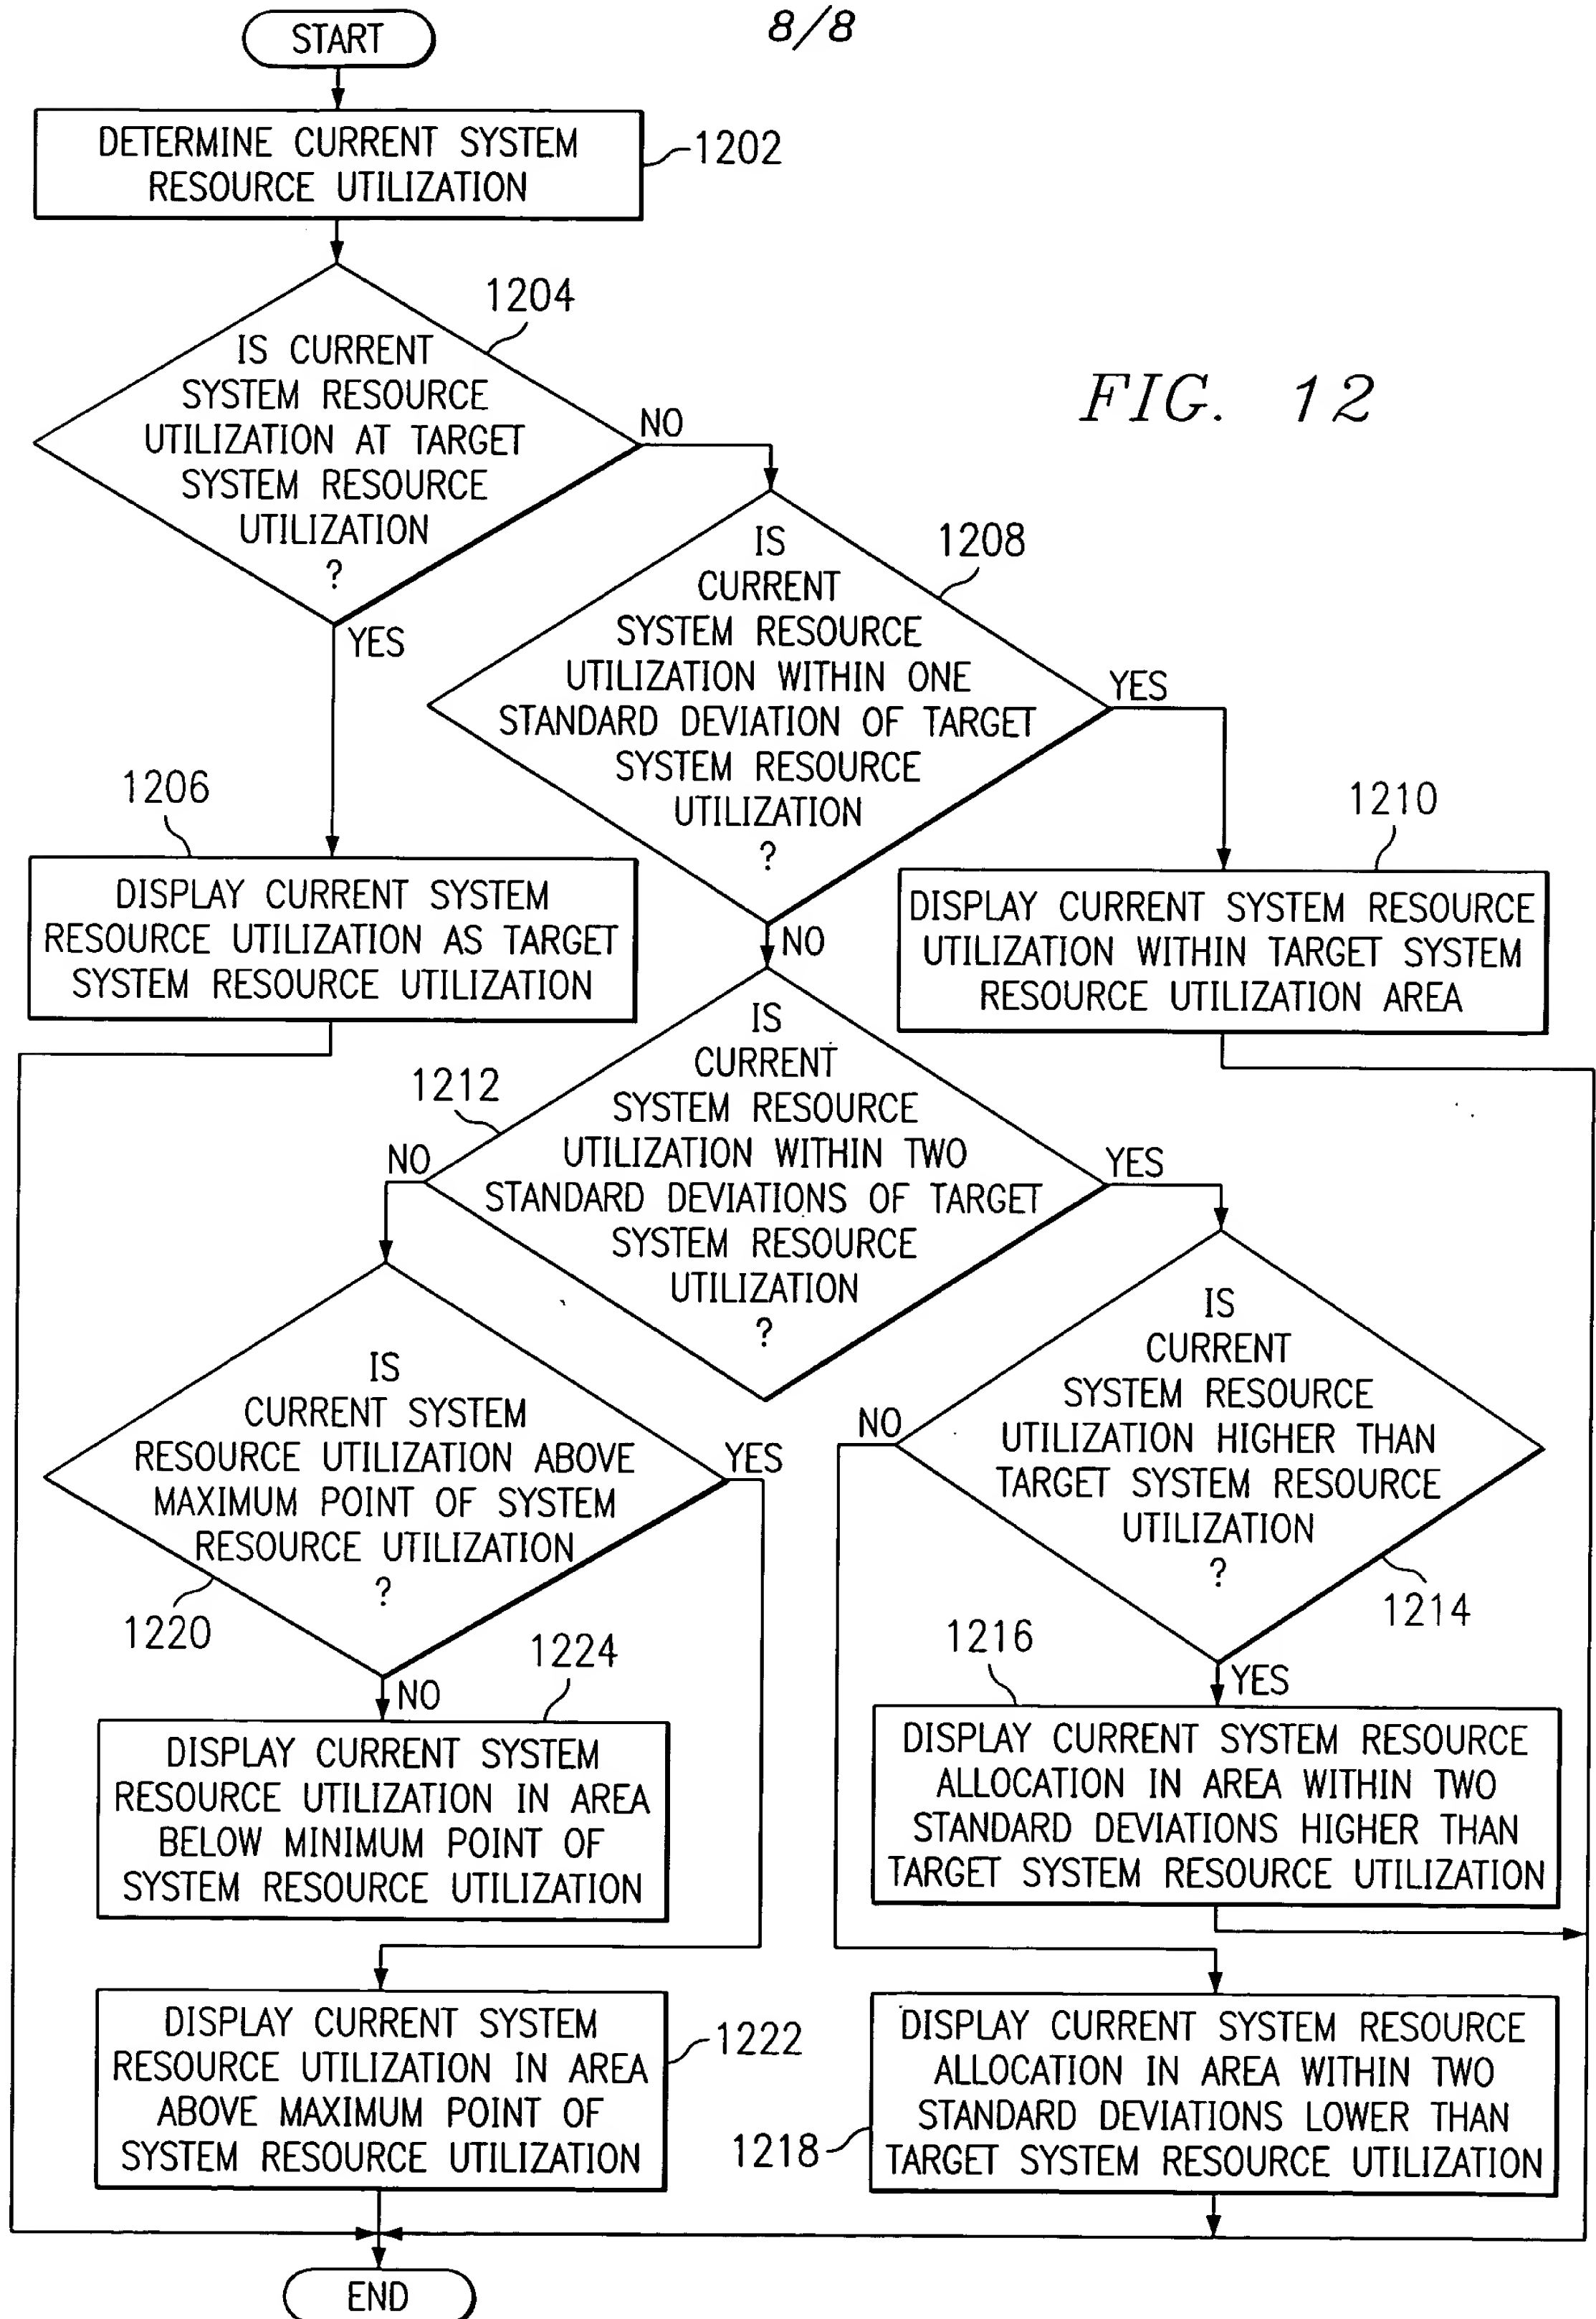 8/8
START
DETERMINE CURRENT SYSTEM
RESOURCE UTILIZATION
1202
1204
IS CURRENT
SYSTEM RESOURCE
UTILIZATION AT TARGET
SYSTEM RESOURCE
UTILIZATION
?
NO
YES
FIG. 12
1208
IS
CURRENT
SYSTEM RESOURCE
UTILIZATION WITHIN ONE
STANDARD DEVIATION OF TARGET
SYSTEM RESOURCE
UTILIZATION
?
YES
NO
1206
DISPLAY CURRENT SYSTEM
RESOURCE UTILIZATION AS TARGET
SYSTEM RESOURCE UTILIZATION
1210
DISPLAY CURRENT SYSTEM RESOURCE
UTILIZATION WITHIN TARGET SYSTEM
RESOURCE UTILIZATION AREA
1212
IS
CURRENT
SYSTEM RESOURCE
UTILIZATION WITHIN TWO
STANDARD DEVIATIONS OF TARGET
SYSTEM RESOURCE
UTILIZATION
?
NO
YES
IS
CURRENT SYSTEM
RESOURCE UTILIZATION ABOVE
MAXIMUM POINT OF SYSTEM
RESOURCE UTILIZATION
?
YES
1220
NO
IS
CURRENT
SYSTEM RESOURCE
UTILIZATION HIGHER THAN
TARGET SYSTEM RESOURCE
UTILIZATION
?
NO
1214
YES
1224
DISPLAY CURRENT SYSTEM
RESOURCE UTILIZATION IN AREA
BELOW MINIMUM POINT OF
SYSTEM RESOURCE UTILIZATION
1216
DISPLAY CURRENT SYSTEM RESOURCE
ALLOCATION IN AREA WITHIN TWO
STANDARD DEVIATIONS HIGHER THAN
TARGET SYSTEM RESOURCE UTILIZATION
DISPLAY CURRENT SYSTEM
RESOURCE UTILIZATION IN AREA
ABOVE MAXIMUM POINT OF
SYSTEM RESOURCE UTILIZATION
1222
DISPLAY CURRENT SYSTEM RESOURCE
ALLOCATION IN AREA WITHIN TWO
STANDARD DEVIATIONS LOWER THAN
TARGET SYSTEM RESOURCE UTILIZATION
1218
END